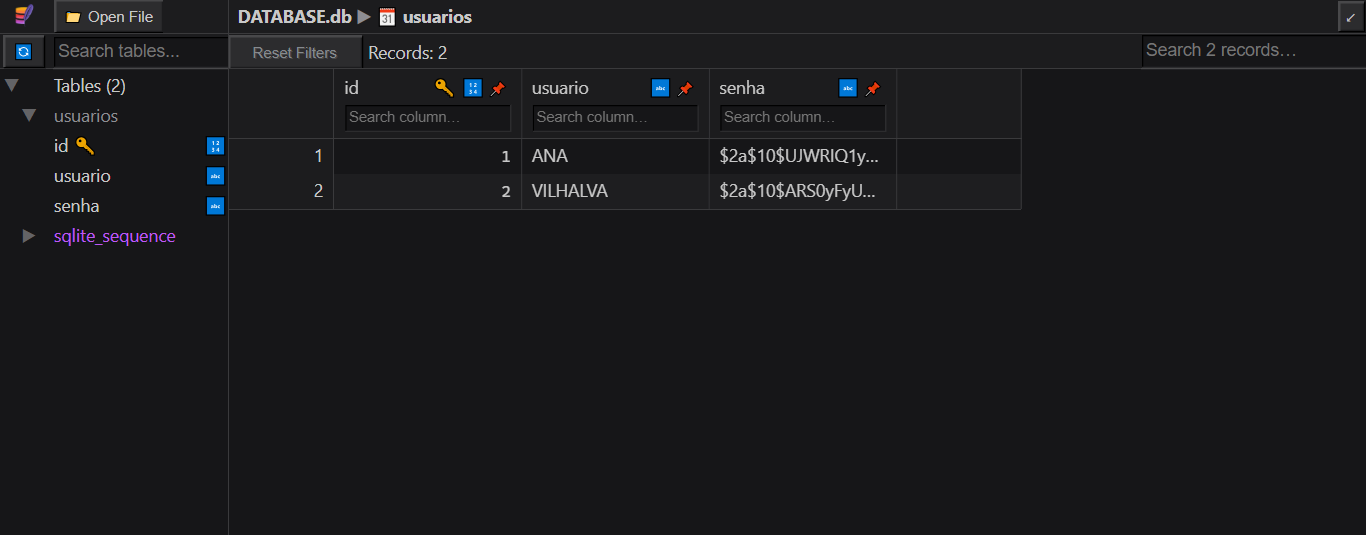 Open File
DATABASE.db ▶ usuarios
Search tables...
Reset Filters
Records: 2
Search 2 records...
Tables (2)
usuarios
id
usuario
senha
sqlite_sequence
id usuario senha
Search column... Search column... Search column...
1 1 ANA $2a$10$UJWRIQ1y...
2 2 VILHALVA $2a$10$ARS0yFyU...